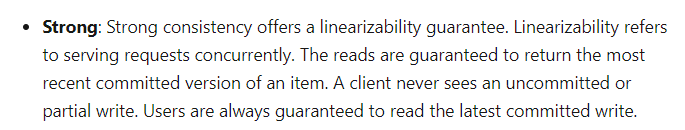 • Strong: Strong consistency offers a linearizability guarantee. Linearizability refers
to serving requests concurrently. The reads are guaranteed to return the most
recent committed version of an item. A client never sees an uncommitted or
partial write. Users are always guaranteed to read the latest committed write.